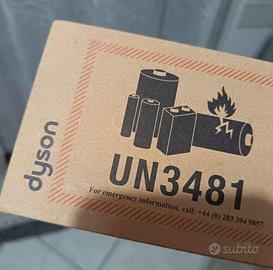 dyson
UN3481
For emergency information, call: +44 (0) 203 394 9857
subito